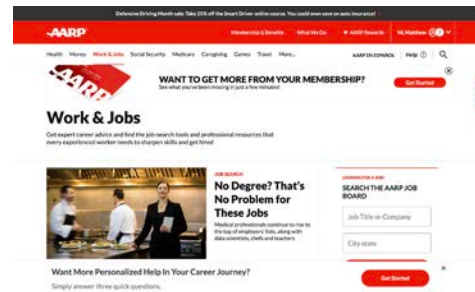 Defensive Driving Month sale: Take 25% off the Smart Driver online course. You could even save on auto insurance!
AARP
Membership & Benefits
What We Do
AARP Rewards
Hi, Matthew
Health Money Work & Jobs Social Security Medicare Caregiving Games Travel More...
AARP EN ESPAÑOL
Help
AARP
WANT TO GET MORE FROM YOUR MEMBERSHIP?
See what you've been missing in just a few minutes!
Get Started
Work & Jobs
Get expert career advice and find the job-search tools and professional resources that
every experienced worker needs to sharpen skills and get hired
JOB SEARCH
No Degree? That's
No Problem for
These Jobs
Medical professionals continue to rise to
the top of employers' lists, along with
data scientists, chefs and teachers
LOOKING FOR A JOB?
SEARCH THE AARP JOB
BOARD
Job Title or Company
City state
Want More Personalized Help In Your Career Journey?
Simply answer three quick questions.
Get Started